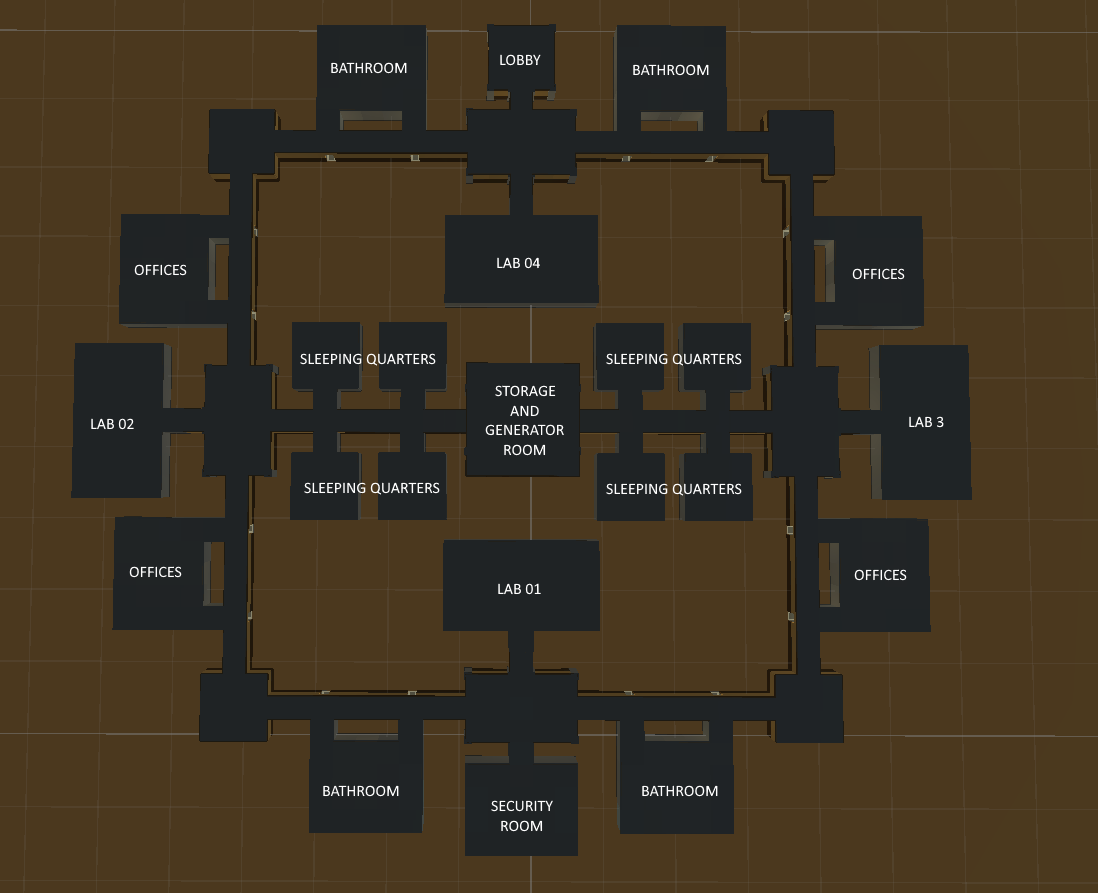 BATHROOM
LOBBY
BATHROOM
OFFICES
LAB 04
OFFICES
SLEEPING QUARTERS
SLEEPING QUARTERS
LAB 02
STORAGE
AND
GENERATOR
ROOM
LAB 3
SLEEPING QUARTERS
SLEEPING QUARTERS
OFFICES
LAB 01
OFFICES
BATHROOM
SECURITY
ROOM
BATHROOM